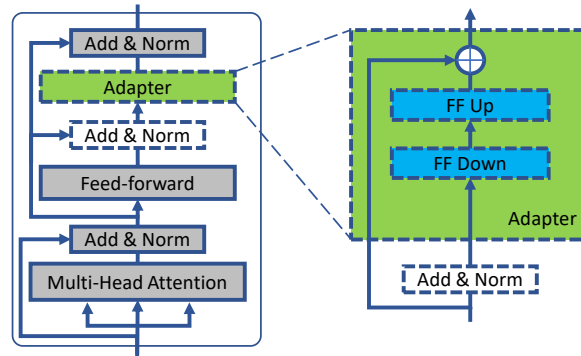 Add & Norm
Adapter
Add & Norm
Feed-forward
Add & Norm
Multi-Head Attention
FF Up
FF Down
Adapter
Add & Norm